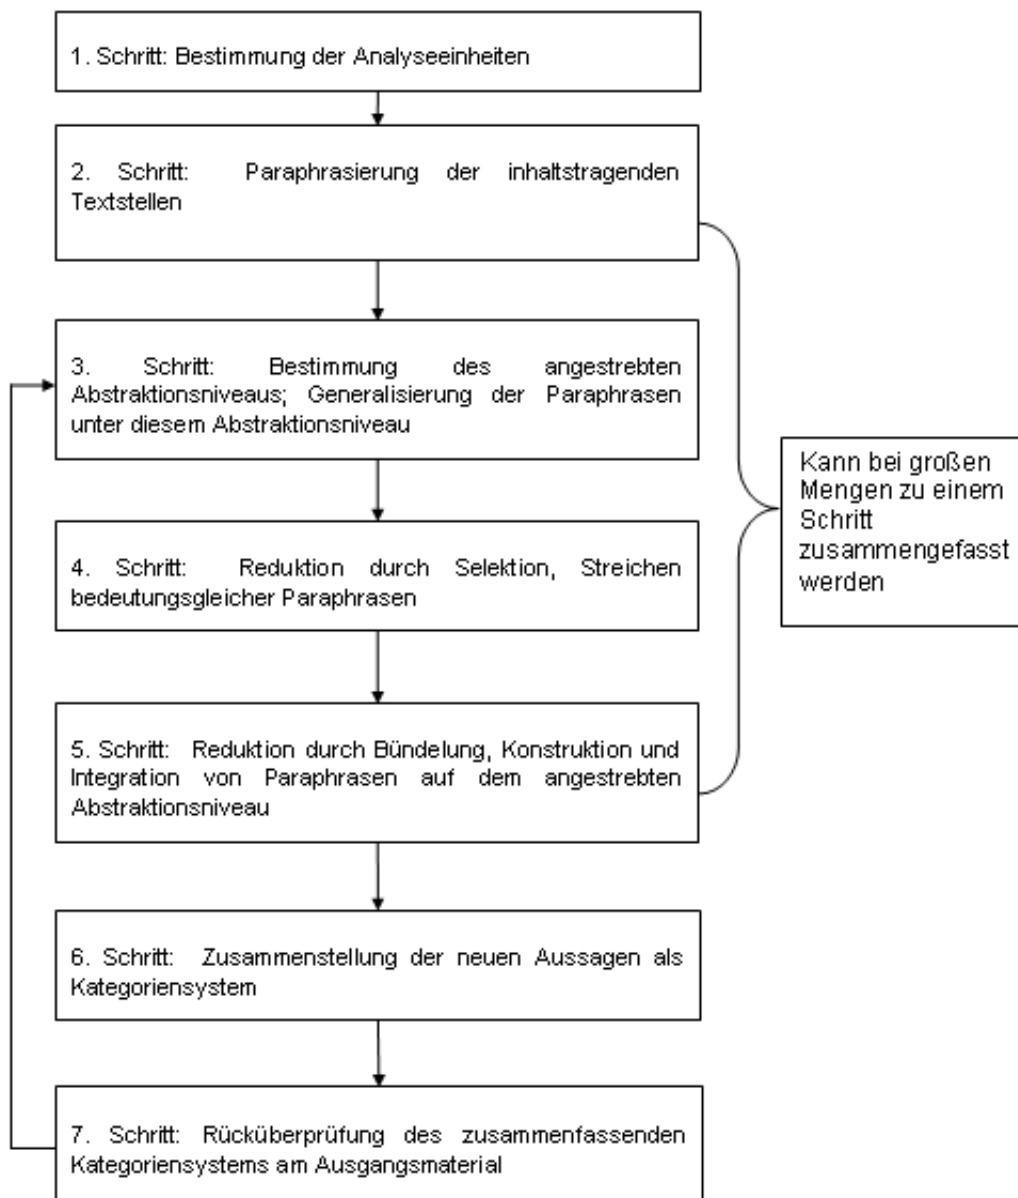 1. Schritt: Bestimmung der Analyseeinheiten
2. Schritt: Paraphrasierung der inhaltstragenden
Textstellen
3. Schritt: Bestimmung des angestrebten
Abstraktionsniveaus; Generalisierung der Paraphrasen
unter diesem Abstraktionsniveau
4. Schritt: Reduktion durch Selektion, Streichen
bedeutungsgleicher Paraphrasen
5. Schritt: Reduktion durch Bündelung, Konstruktion und
Integration von Paraphrasen auf dem angestrebten
Abstraktionsniveau
6. Schritt: Zusammenstellung der neuen Aussagen als
Kategoriensystem
7. Schritt: Rücküberprüfung des zusammenfassenden
Kategoriensystems am Ausgangsmaterial
Kann bei großen
Mengen zu einem
Schritt
zusammengefasst
werden